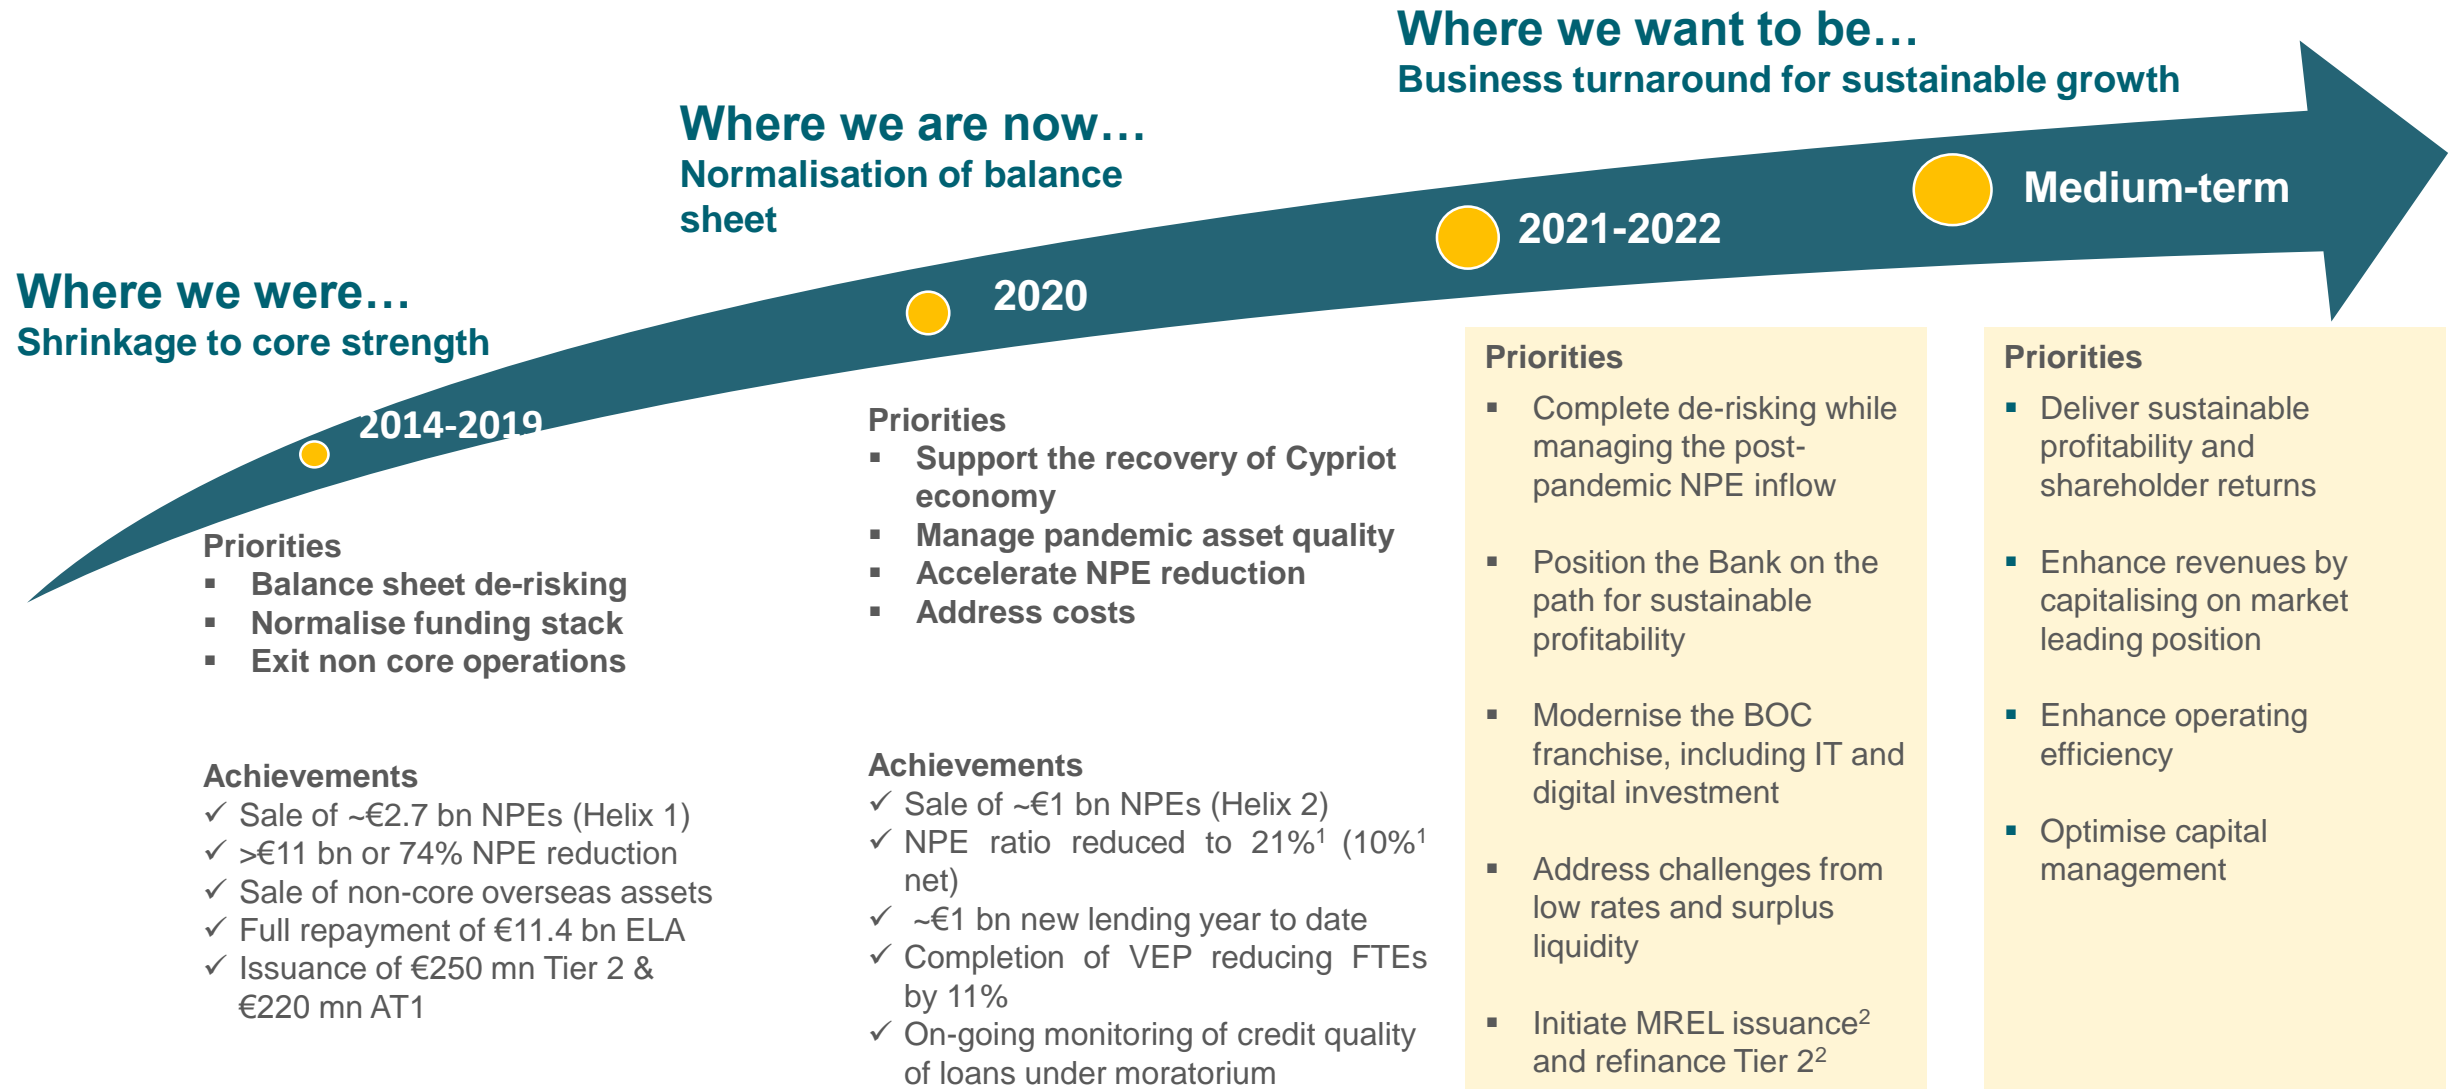 Where we want to be…
Business turnaround for sustainable growth
Where we are now…
Normalisation of balance
sheet
Where we were…
Shrinkage to core strength
2014-2019
2020
2021-2022
Medium-term
Priorities
▪ Balance sheet de-risking
▪ Normalise funding stack
▪ Exit non core operations
Achievements
✓ Sale of ~€2.7 bn NPEs (Helix 1)
✓ >€11 bn or 74% NPE reduction
✓ Sale of non-core overseas assets
✓ Full repayment of €11.4 bn ELA
✓ Issuance of €250 mn Tier 2 &
€220 mn AT1
Priorities
▪ Support the recovery of Cypriot
economy
▪ Manage pandemic asset quality
▪ Accelerate NPE reduction
▪ Address costs
Achievements
✓ Sale of ~€1 bn NPEs (Helix 2)
✓ NPE ratio reduced to 21%¹ (10%¹
net)
✓ ~€1 bn new lending year to date
✓ Completion of VEP reducing FTEs
by 11%
✓ On-going monitoring of credit quality
of loans under moratorium
Priorities
▪ Complete de-risking while
managing the post-
pandemic NPE inflow
▪ Position the Bank on the
path for sustainable
profitability
▪ Modernise the BOC
franchise, including IT and
digital investment
▪ Address challenges from
low rates and surplus
liquidity
▪ Initiate MREL issuance²
and refinance Tier 2²
Priorities
▪ Deliver sustainable
profitability and
shareholder returns
▪ Enhance revenues by
capitalising on market
leading position
▪ Enhance operating
efficiency
▪ Optimise capital
management